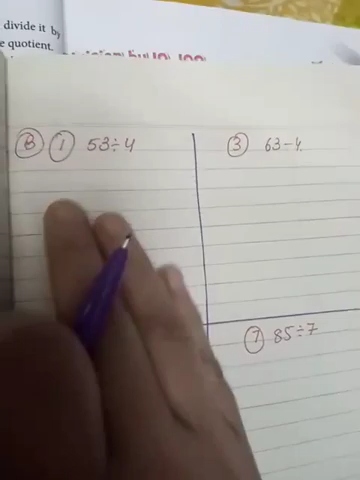 divide it by
e quotient.
B 1 53÷4
3 63-4
7 85÷7